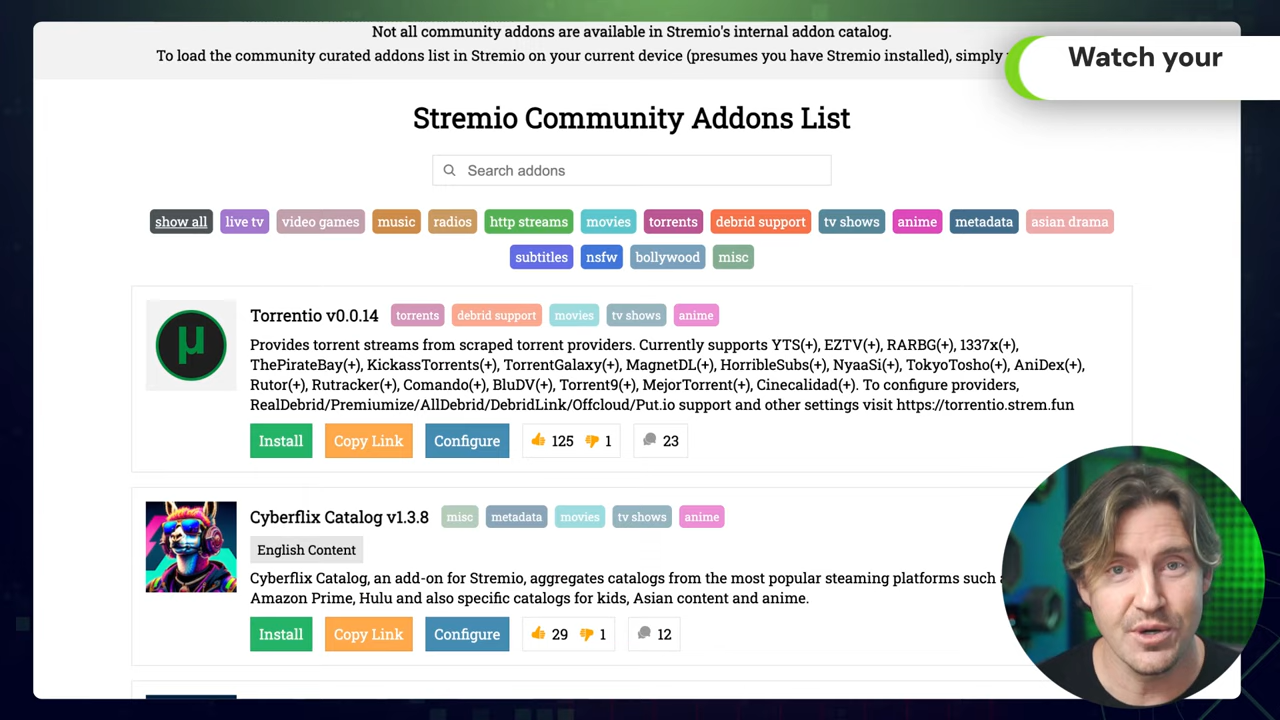 Not all community addons are available in Stremio's internal addon catalog.
To load the community curated addons list in Stremio on your current device (presumes you have Stremio installed), simply
Watch your
Stremio Community Addons List
Search addons
show all live tv video games music radios http streams movies torrents debrid support tv shows anime metadata asian drama
subtitles nsfw bollywood misc
µ
Torrentio v0.0.14 torrents debrid support movies tv shows anime
Provides torrent streams from scraped torrent providers. Currently supports YTS(+), EZTV(+), RARBG(+), 1337x(+),
ThePirateBay(+), KickassTorrents(+), TorrentGalaxy(+), MagnetDL(+), HorribleSubs(+), NyaaSi(+), TokyoTosho(+), AniDex(+),
Rutor(+), Rutracker(+), Comando(+), BluDV(+), Torrent9(+), MejorTorrent(+), Cinecalidad(+). To configure providers,
RealDebrid/Premiumize/AllDebrid/DebridLink/Offcloud/Put.io support and other settings visit https://torrentio.strem.fun
Install Copy Link Configure 125 1 23
Cyberflix Catalog v1.3.8 misc metadata movies tv shows anime
English Content
Cyberflix Catalog, an add-on for Stremio, aggregates catalogs from the most popular steaming platforms such
Amazon Prime, Hulu and also specific catalogs for kids, Asian content and anime.
Install Copy Link Configure 29 1 12